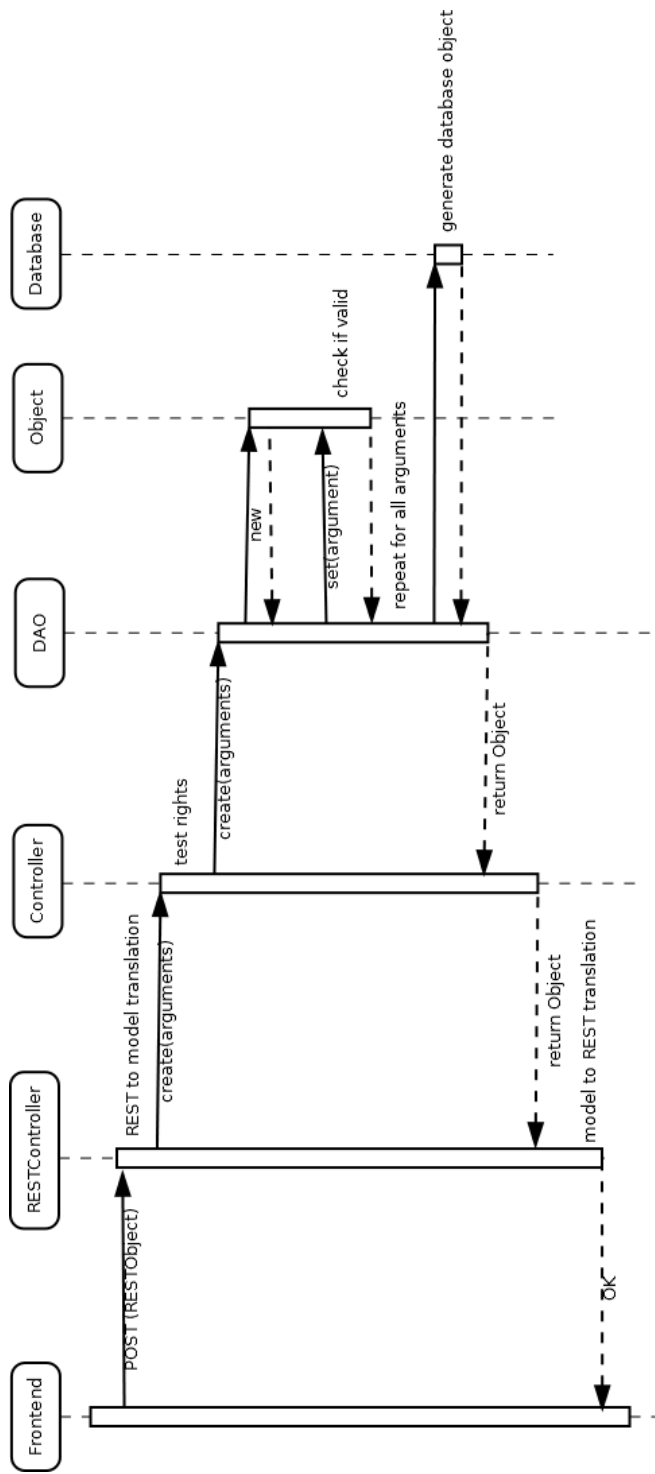 Frontend
RESTController
Controller
DAO
Object
Database
POST (RESTObject)
REST to model translation
create(arguments)
test rights
create(arguments)
new
set(argument)
check if valid
repeat for all arguments
generate database object
return Object
return Object
model to REST translation
OK